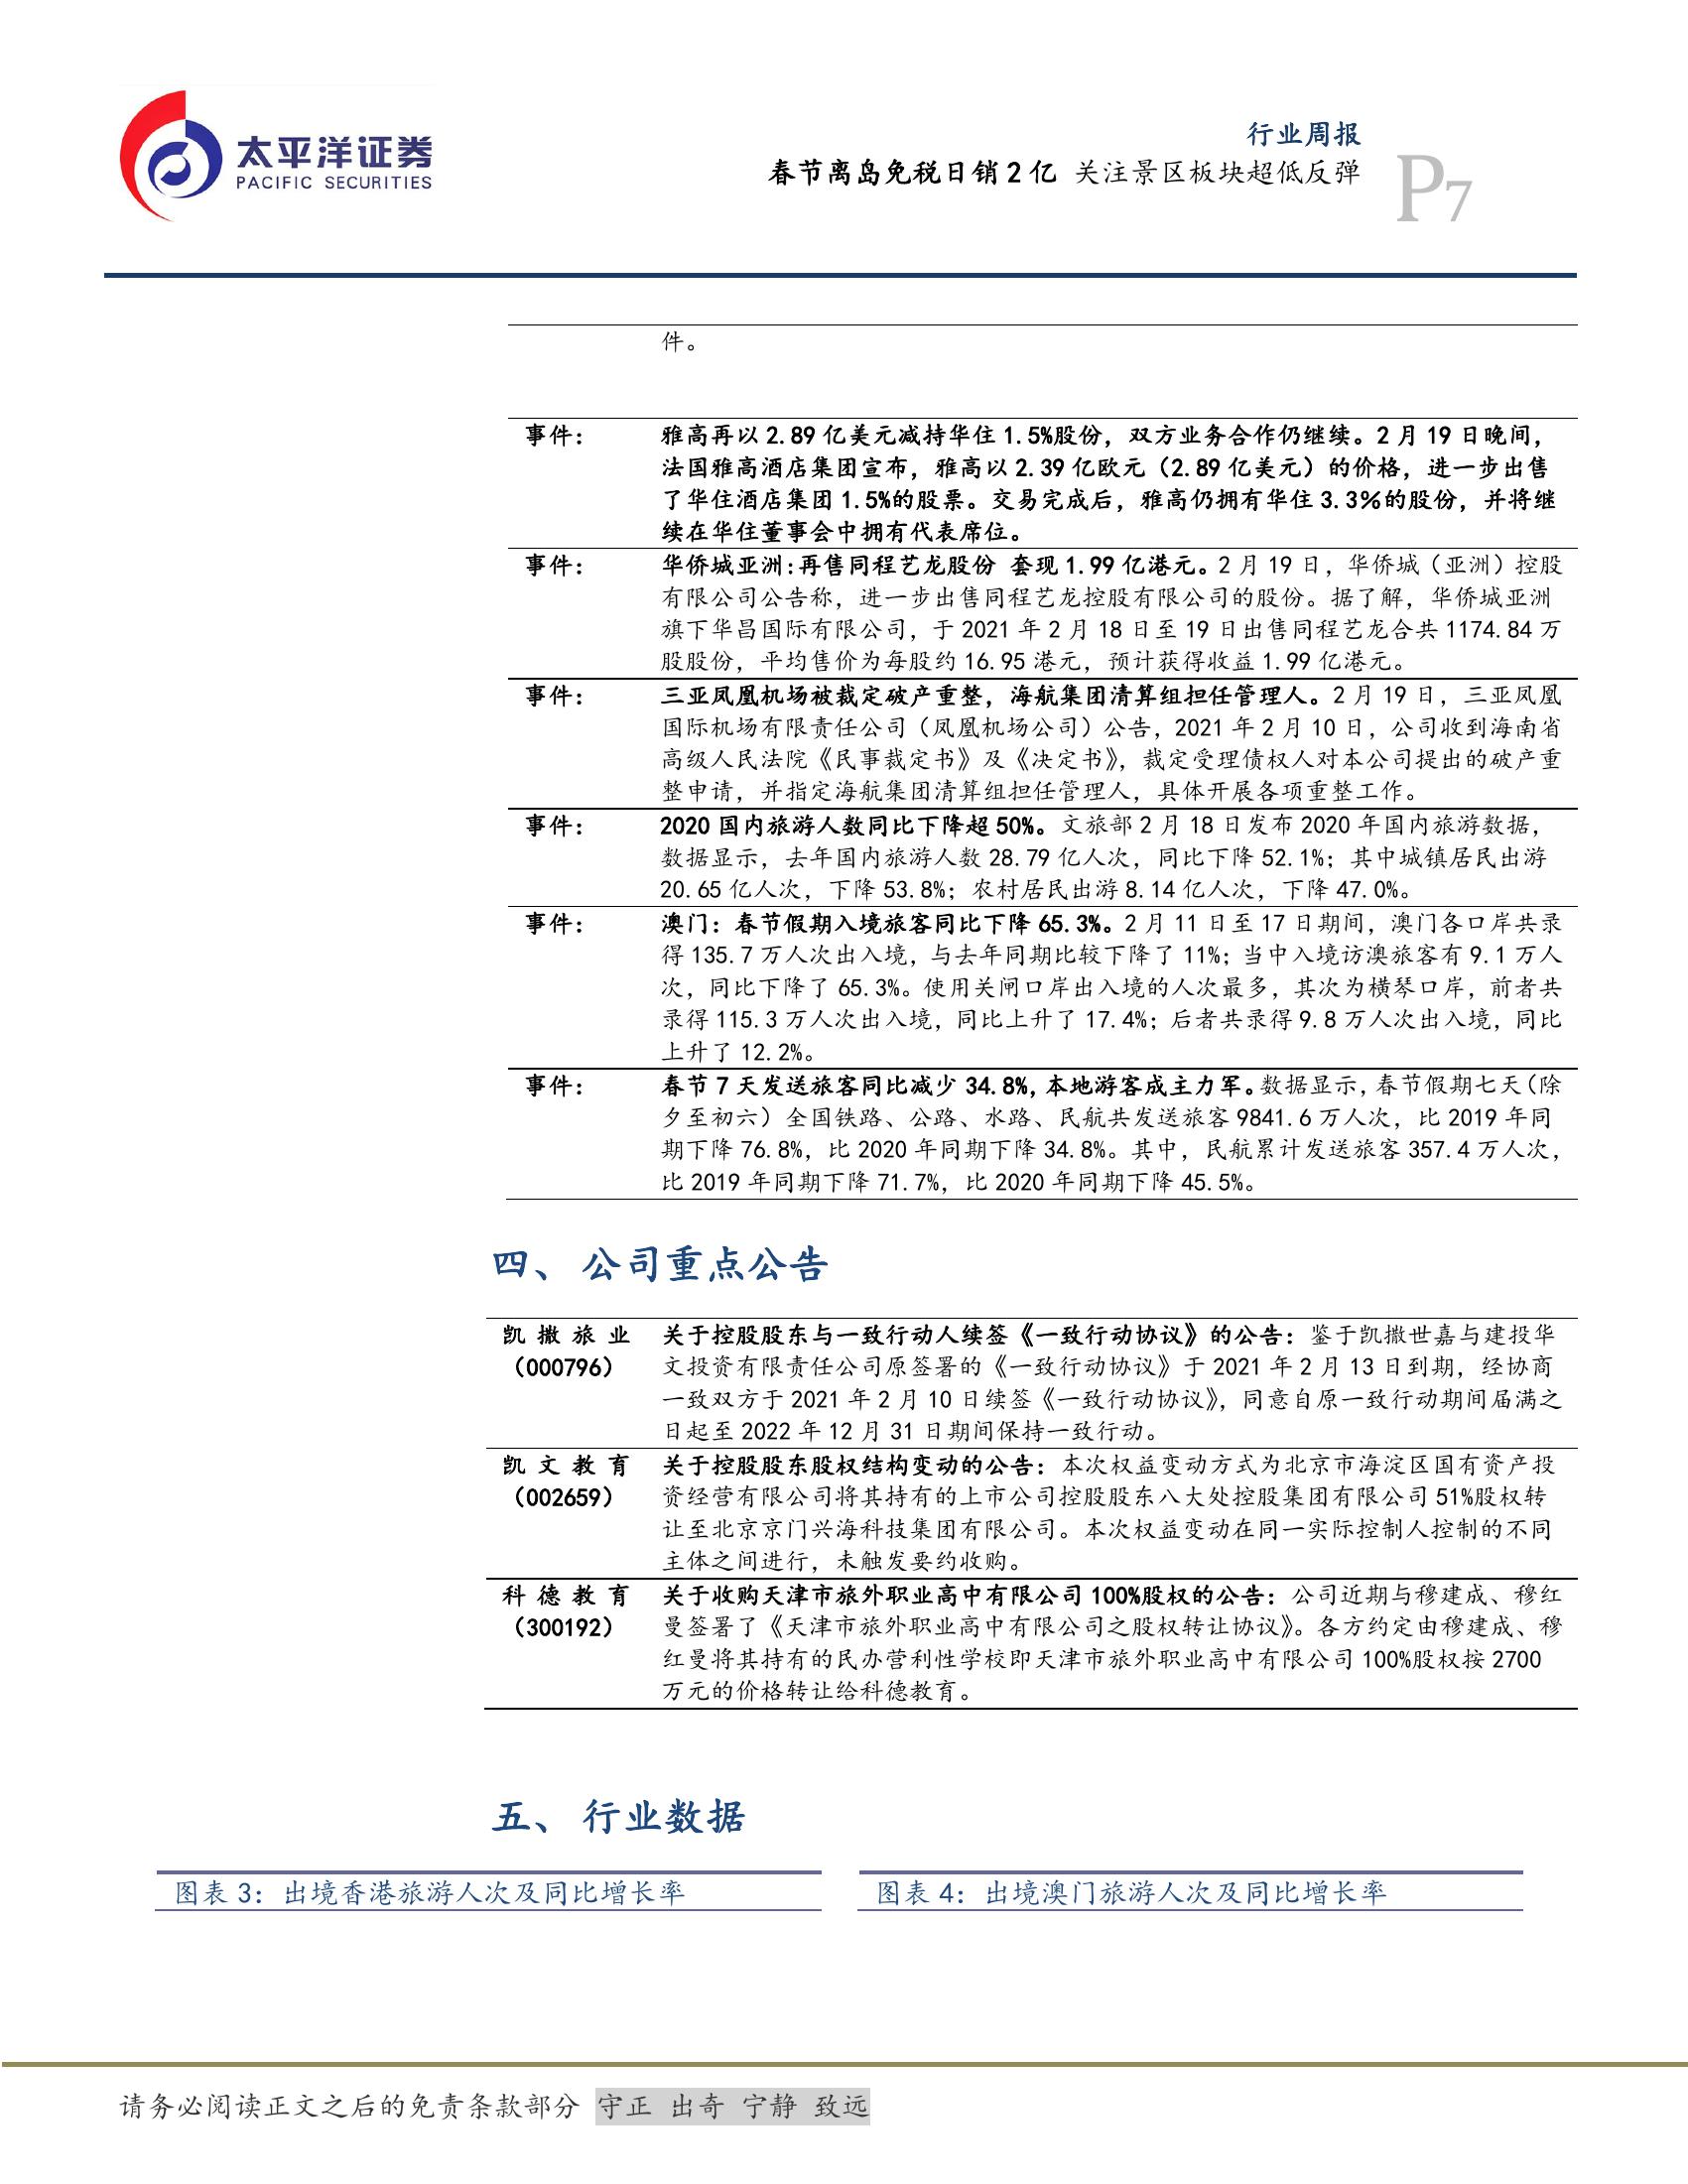 太平洋证券
PACIFIC SECURITIES
行业周报
春节离岛免税日销2亿 关注景区板块超低反弹
P7
件。
事件：
雅高再以2.89亿美元减持华住1.5%股份，双方业务合作仍继续。2月19日晚间，
法国雅高酒店集团宣布，雅高以2.39亿欧元（2.89亿美元）的价格，进一步出售
了华住酒店集团1.5%的股票。交易完成后，雅高仍拥有华住3.3%的股份，并将继
续在华住董事会中拥有代表席位。
事件：
华侨城亚洲:再售同程艺龙股份 套现1.99亿港元。2月19日，华侨城（亚洲）控股
有限公司公告称，进一步出售同程艺龙控股有限公司的股份。据了解，华侨城亚洲
旗下华昌国际有限公司，于2021年2月18日至19日出售同程艺龙合共1174.84万
股股份，平均售价为每股约16.95港元，预计获得收益1.99亿港元。
事件：
三亚凤凰机场被裁定破产重整，海航集团清算组担任管理人。2月19日，三亚凤凰
国际机场有限责任公司（凤凰机场公司）公告，2021年2月10日，公司收到海南省
高级人民法院《民事裁定书》及《决定书》，裁定受理债权人对本公司提出的破产重
整申请，并指定海航集团清算组担任管理人，具体开展各项重整工作。
事件：
2020国内旅游人数同比下降超50%。文旅部2月18日发布2020年国内旅游数据，
数据显示，去年国内旅游人数28.79亿人次，同比下降52.1%；其中城镇居民出游
20.65亿人次，下降53.8%；农村居民出游8.14亿人次，下降47.0%。
事件：
澳门：春节假期入境旅客同比下降65.3%。2月11日至17日期间，澳门各口岸共录
得135.7万人次出入境，与去年同期比较下降了11%；当中入境访澳旅客有9.1万人
次，同比下降了65.3%。使用关闸口岸出入境的人次最多，其次为横琴口岸，前者共
录得115.3万人次出入境，同比上升了17.4%；后者共录得9.8万人次出入境，同比
上升了12.2%。
事件：
春节7天发送旅客同比减少34.8%，本地游客成主力军。数据显示，春节假期七天（除
夕至初六）全国铁路、公路、水路、民航共发送旅客9841.6万人次，比2019年同
期下降76.8%，比2020年同期下降34.8%。其中，民航累计发送旅客357.4万人次，
比2019年同期下降71.7%，比2020年同期下降45.5%。
四、 公司重点公告
凯撒旅业
（000796）
关于控股股东与一致行动人续签《一致行动协议》的公告：鉴于凯撒世嘉与建投华
文投资有限责任公司原签署的《一致行动协议》于2021年2月13日到期，经协商
一致双方于2021年2月10日续签《一致行动协议》，同意自原一致行动期间届满之
日起至2022年12月31日期间保持一致行动。
凯文教育
（002659）
关于控股股东股权结构变动的公告：本次权益变动方式为北京市海淀区国有资产投
资经营有限公司将其持有的上市公司控股股东八大处控股集团有限公司51%股权转
让至北京京门兴海科技集团有限公司。本次权益变动在同一实际控制人控制的不同
主体之间进行，未触发要约收购。
科德教育
（300192）
关于收购天津市旅外职业高中有限公司100%股权的公告：公司近期与穆建成、穆红
曼签署了《天津市旅外职业高中有限公司之股权转让协议》。各方约定由穆建成、穆
红曼将其持有的民办营利性学校即天津市旅外职业高中有限公司100%股权按2700
万元的价格转让给科德教育。
五、 行业数据
图表3：出境香港旅游人次及同比增长率
图表4：出境澳门旅游人次及同比增长率
请务必阅读正文之后的免责条款部分 守正 出奇 宁静 致远